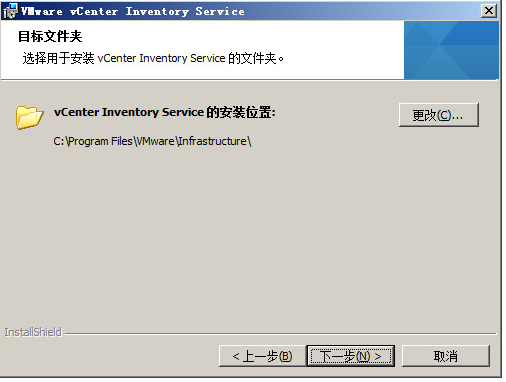 VMware vCenter Inventory Service
目标文件夹
选择用于安装 vCenter Inventory Service 的文件夹。
vCenter Inventory Service 的安装位置:
更改(C)...
C:\Program Files\VMware\Infrastructure\
InstallShield
< 上一步(B)
下一步(N) >
取消